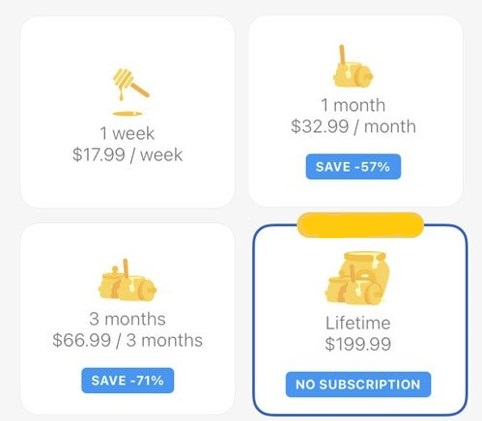 1 week
$17.99 / week
1 month
$32.99 / month
SAVE -57%
3 months
$66.99 / 3 months
SAVE -71%
Lifetime
$199.99
NO SUBSCRIPTION